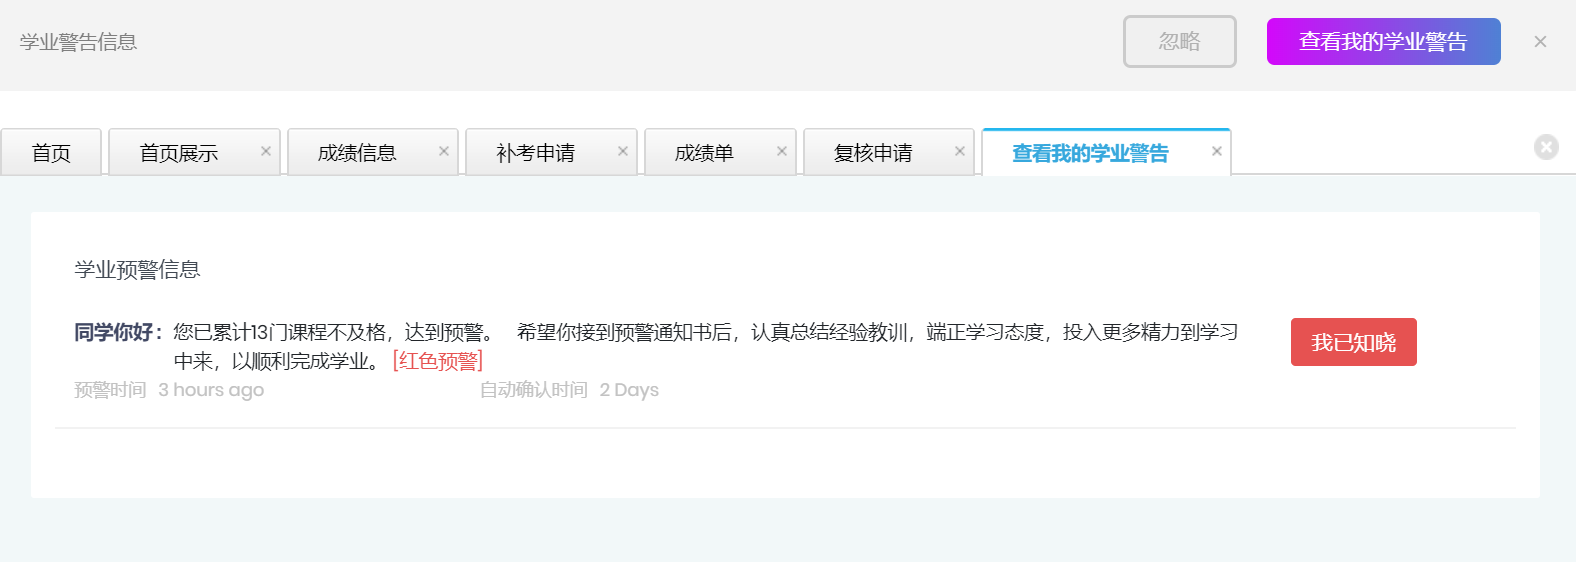 学业警告信息
忽略
查看我的学业警告
×
首页
首页展示 ×
成绩信息 ×
补考申请 ×
成绩单 ×
复核申请 ×
查看我的学业警告 ×
学业预警信息
同学你好： 您已累计13门课程不及格，达到预警。 希望你接到预警通知书后，认真总结经验教训，端正学习态度，投入更多精力到学习
中来，以顺利完成学业。 [红色预警]
我已知晓
预警时间 3 hours ago 自动确认时间 2 Days